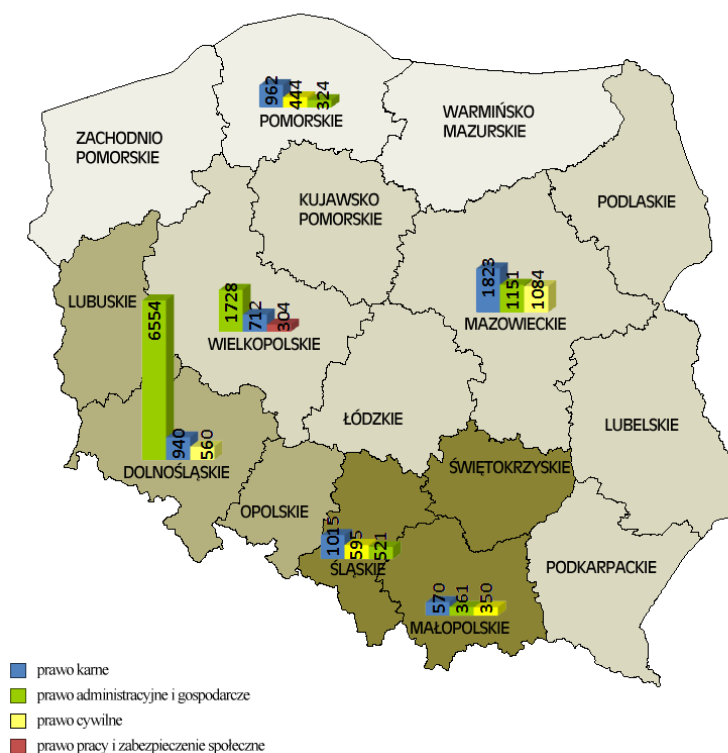 962
444
324
POMORSKIE
WARMIŃSKO
MAZURSKIE
ZACHODNIO
POMORSKIE
KUJAWSKO
POMORSKIE
PODLASKIE
LUBUSKIE
1728
712
304
WIELKOPOLSKIE
1823
1151
1084
MAZOWIECKIE
6554
940
560
DOLNOŚLĄSKIE
ŁÓDZKIE
LUBELSKIE
ŚWIĘTOKRZYSKIE
OPOLSKIE
1015
595
521
ŚLĄSKIE
PODKARPACKIE
570
361
350
MAŁOPOLSKIE
prawo karne
prawo administracyjne i gospodarcze
prawo cywilne
prawo pracy i zabezpieczenie społeczne